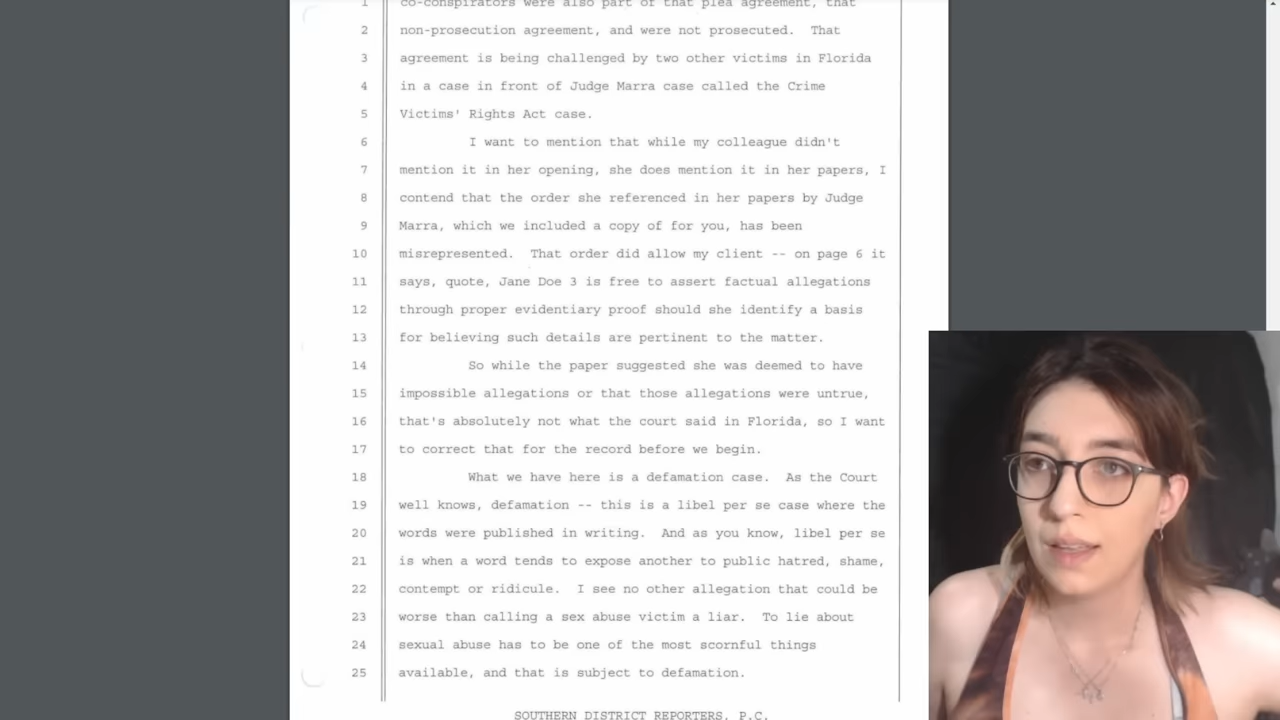 1 co-conspirators were also part of that plea agreement, that
2 non-prosecution agreement, and were not prosecuted. That
3 agreement is being challenged by two other victims in Florida
4 in a case in front of Judge Marra case called the Crime
5 Victims' Rights Act case.
6 I want to mention that while my colleague didn't
7 mention it in her opening, she does mention it in her papers, I
8 contend that the order she referenced in her papers by Judge
9 Marra, which we included a copy of for you, has been
10 misrepresented. That order did allow my client -- on page 6 it
11 says, quote, Jane Doe 3 is free to assert factual allegations
12 through proper evidentiary proof should she identify a basis
13 for believing such details are pertinent to the matter.
14 So while the paper suggested she was deemed to have
15 impossible allegations or that those allegations were untrue,
16 that's absolutely not what the court said in Florida, so I want
17 to correct that for the record before we begin.
18 What we have here is a defamation case. As the Court
19 well knows, defamation -- this is a libel per se case where the
20 words were published in writing. And as you know, libel per se
21 is when a word tends to expose another to public hatred, shame,
22 contempt or ridicule. I see no other allegation that could be
23 worse than calling a sex abuse victim a liar. To lie about
24 sexual abuse has to be one of the most scornful things
25 available, and that is subject to defamation.
SOUTHERN DISTRICT REPORTERS, P.C.